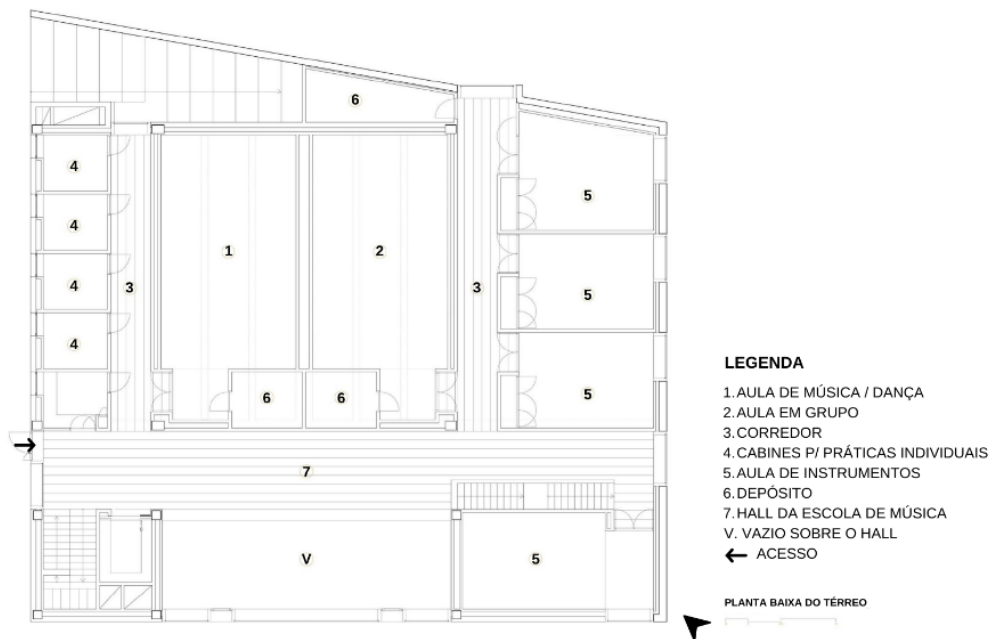 6
4
5
4
1
2
4
3
3
5
4
6
6
5
7
V
5
LEGENDA
1. AULA DE MÚSICA / DANÇA
2. AULA EM GRUPO
3. CORREDOR
4. CABINES P/ PRÁTICAS INDIVIDUAIS
5. AULA DE INSTRUMENTOS
6. DEPÓSITO
7. HALL DA ESCOLA DE MÚSICA
V. VAZIO SOBRE O HALL
ACESSO
PLANTA BAIXA DO TÉRREO